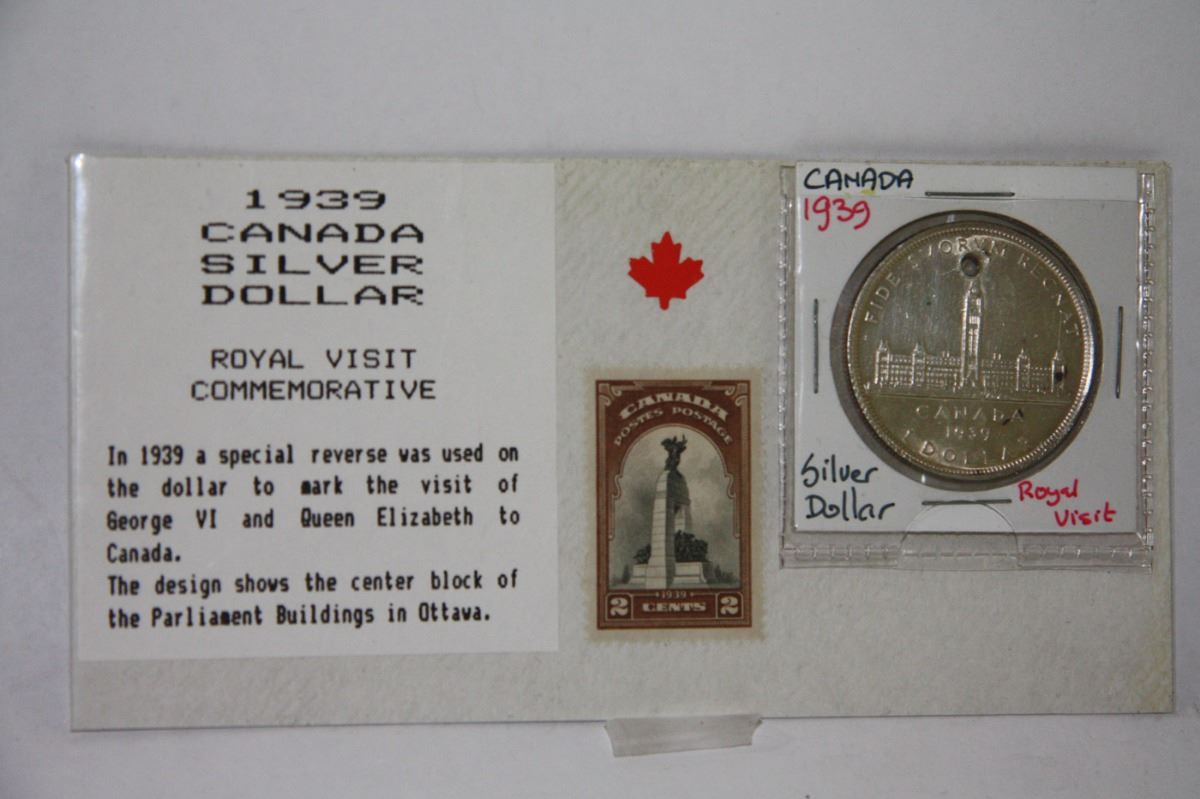 1939
CANADA
SILVER
DOLLAR
ROYAL VISIT
COMMEMORATIVE
In 1939 a special reverse was used on
the dollar to mark the visit of
George VI and Queen Elizabeth to
Canada.
The design shows the center block of
the Parliament Buildings in Ottawa.
CANADA
POSTES POSTAGE
1939
2 CENTS 2
CANADA
1939
REGNAT
CANADA
1939
1 DOLLAR
Silver
Dollar
Royal
Visit